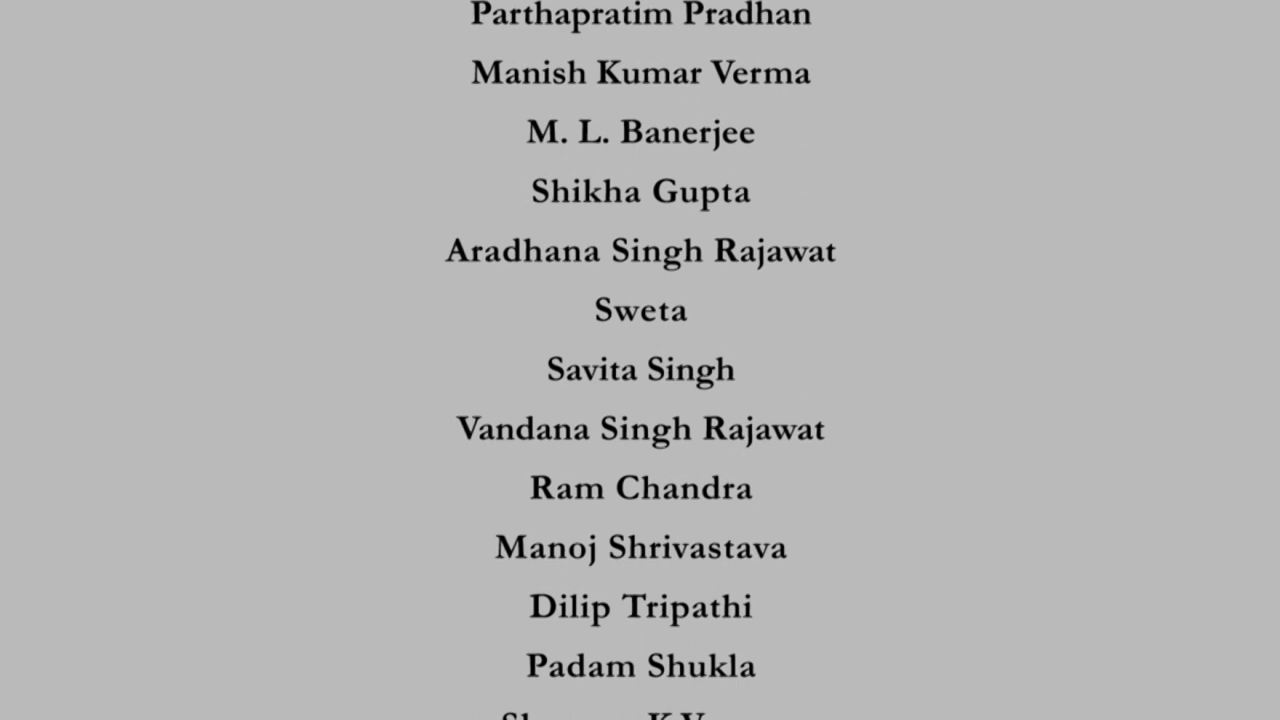 Parthapratim Pradhan
Manish Kumar Verma
M. L. Banerjee
Shikha Gupta
Aradhana Singh Rajawat
Sweta
Savita Singh
Vandana Singh Rajawat
Ram Chandra
Manoj Shrivastava
Dilip Tripathi
Padam Shukla